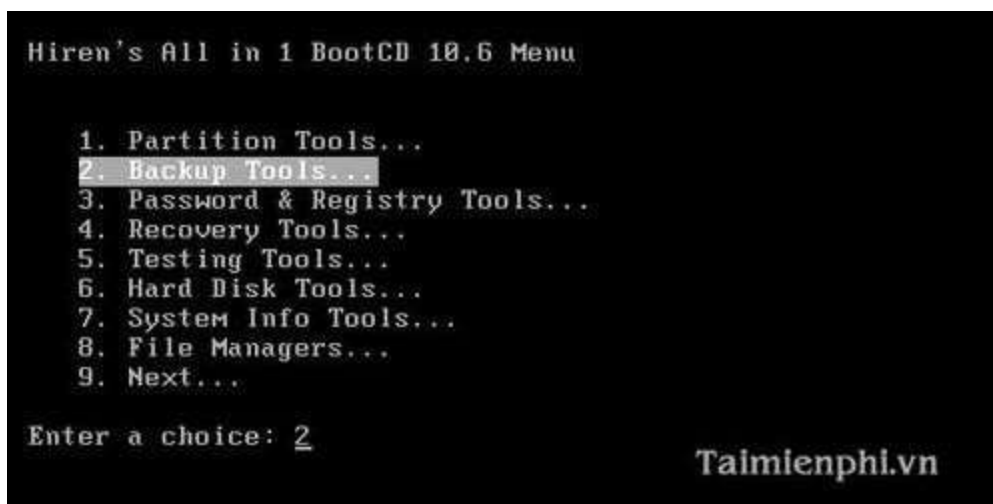 Hiren's All in 1 BootCD 10.6 Menu
1. Partition Tools...
2. Backup Tools...
3. Password & Registry Tools...
4. Recovery Tools...
5. Testing Tools...
6. Hard Disk Tools...
7. System Info Tools...
8. File Managers...
9. Next...
Enter a choice: 2
Taimienphi.vn